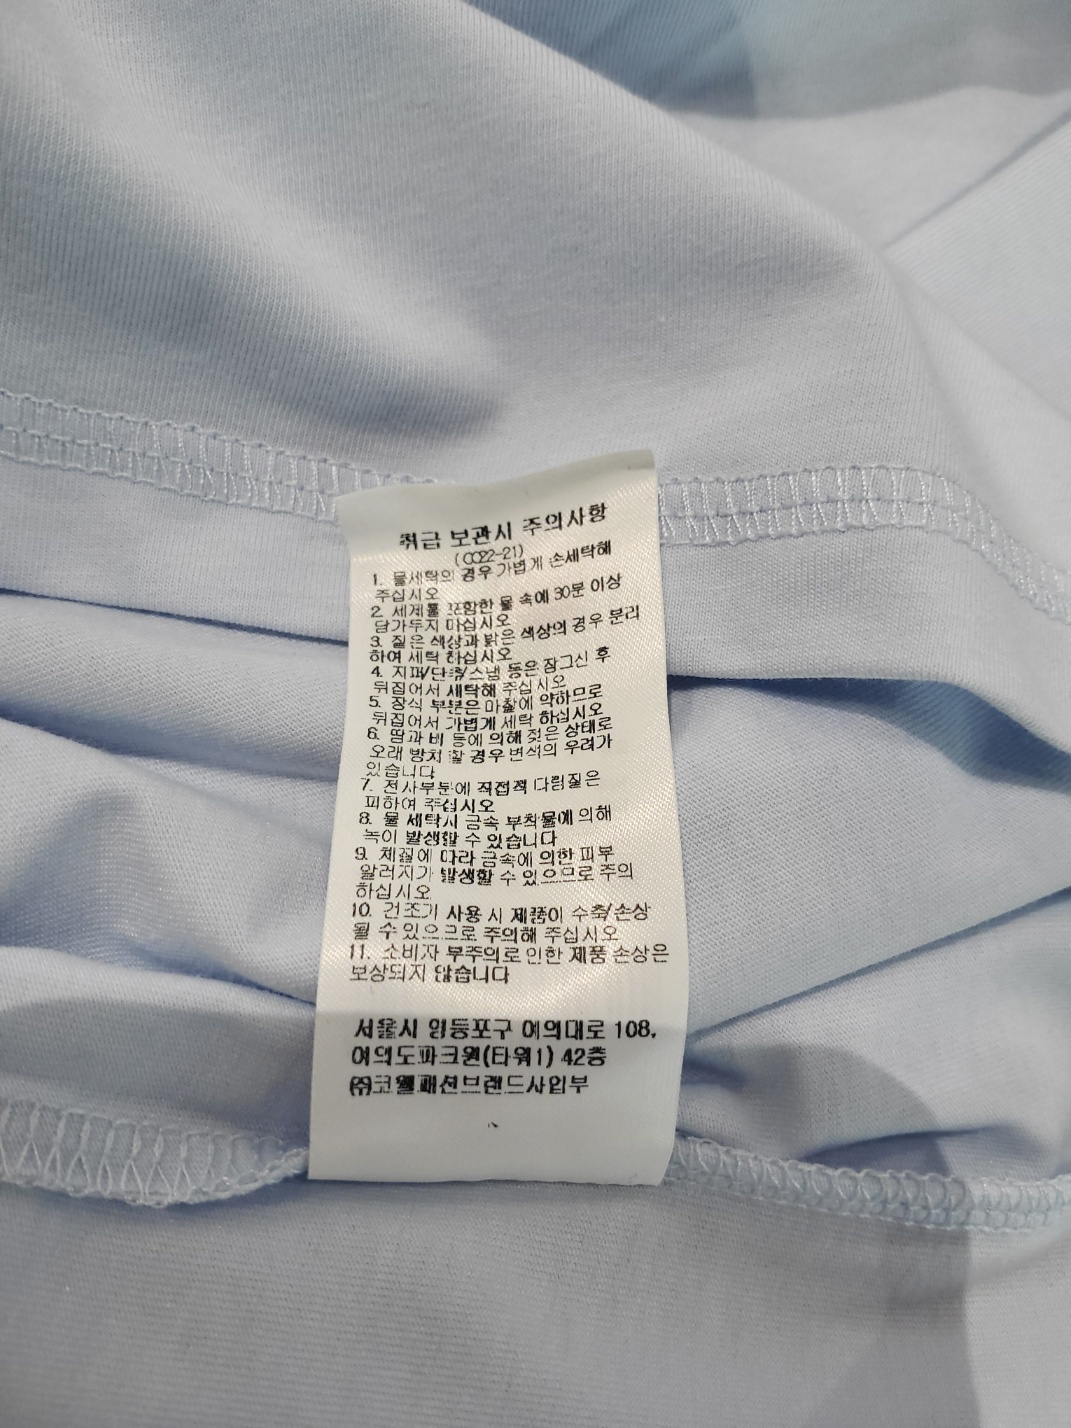 취급 보관시 주의사항
(CC22-21)
1. 물세탁의 경우 가볍게 손세탁해
주십시오
2. 세제를 포함한 물 속에 30분 이상
담가두지 마십시오
3. 짙은 색상과 밝은 색상의 경우 분리
하여 세탁 하십시오
4. 지퍼/단추/스냅 등은 잠그신 후
뒤집어서 세탁해 주십시오
5. 장식 부분은 마찰에 약하므로
뒤집어서 가볍게 세탁 하십시오
6. 땀과 비 등에 의해 젖은 상태로
오래 방치 할 경우 변색의 우려가
있습니다
7. 전사부분에 직접적 다림질은
피하여 주십시오
8. 물 세탁시 금속 부착물에 의해
녹이 발생할 수 있습니다
9. 체질에 따라 금속에 의한 피부
알러지가 발생할 수 있으므로 주의
하십시오
10. 건조기 사용 시 제품이 수축/손상
될 수 있으므로 주의해 주십시오
11. 소비자 부주의로 인한 제품 손상은
보상되지 않습니다
서울시 영등포구 여의대로 108,
여의도파크원(타워1) 42층
㈜코웰패션브랜드사업부